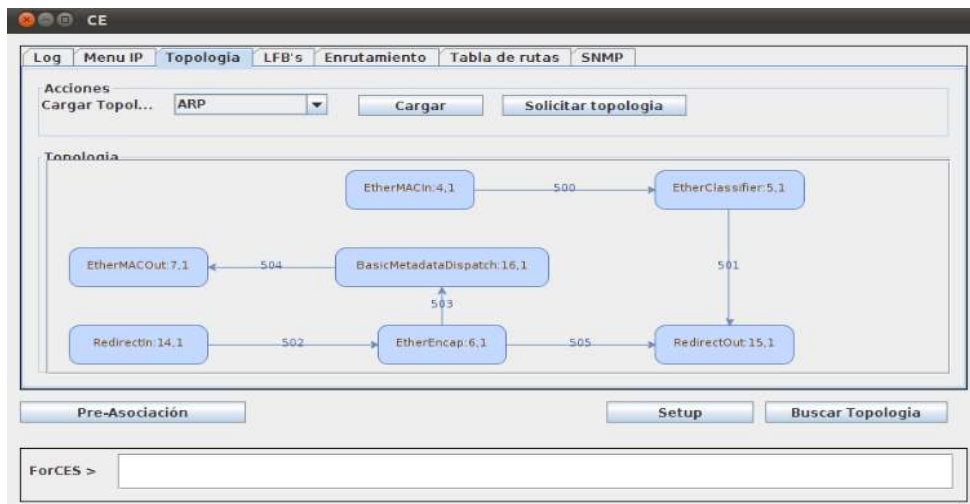 CE
Log Menu IP Topologia LFB's Enrutamiento Tabla de rutas SNMP
Acciones
Cargar Topol... ARP Cargar Solicitar topologia
Topologia
EtherMACIn:4,1 500 EtherClassifier:5,1
EtherMACOut:7,1 504 BasicMetadataDispatch:16,1 501
503
RedirectIn:14,1 502 EtherEncap:6,1 505 RedirectOut:15,1
Pre-Asociación Setup Buscar Topologia
ForCES >